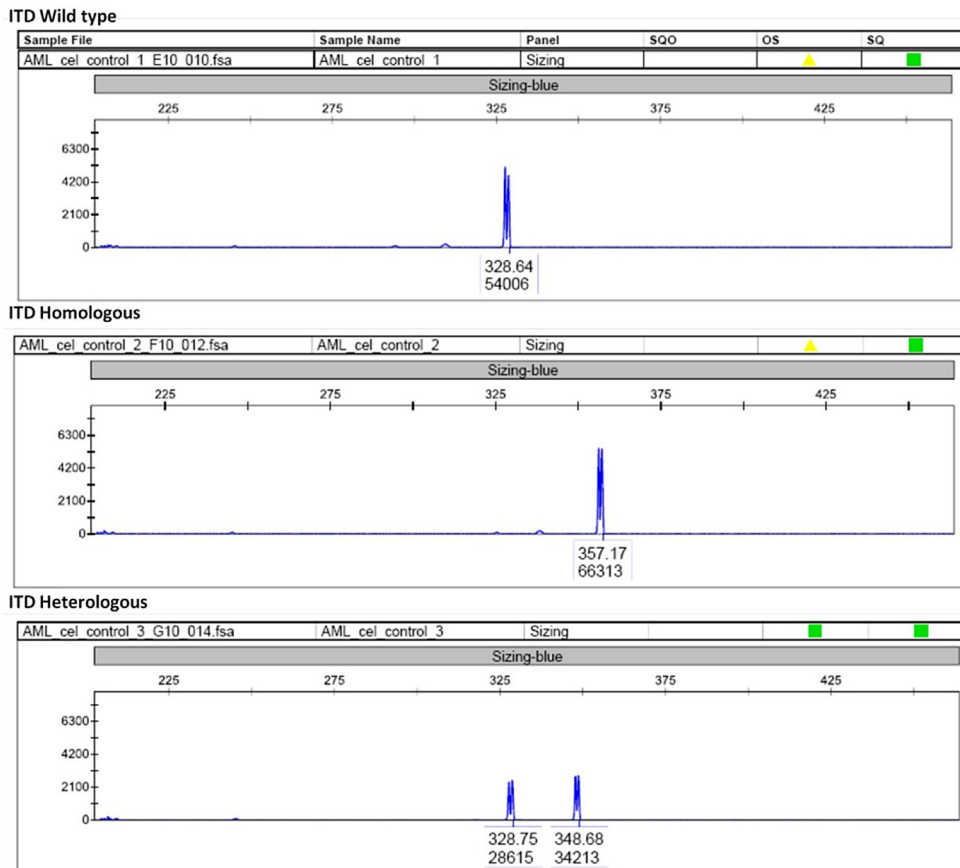 ITD Wild type
Sample File Sample Name Panel SQO OS SQ
AML_cel_control_1_E10_010.fsa AML_cel_control_1 Sizing
Sizing-blue
225 275 325 375 425
6300
4200
2100
0
328.64
54006
ITD Homologous
AML_cel_control_2_F10_012.fsa AML_cel_control_2 Sizing
Sizing-blue
225 275 325 375 425
6300
4200
2100
0
357.17
66313
ITD Heterologous
AML_cel_control_3_G10_014.fsa AML_cel_control_3 Sizing
Sizing-blue
225 275 325 375 425
6300
4200
2100
0
328.75 348.68
28615 34213